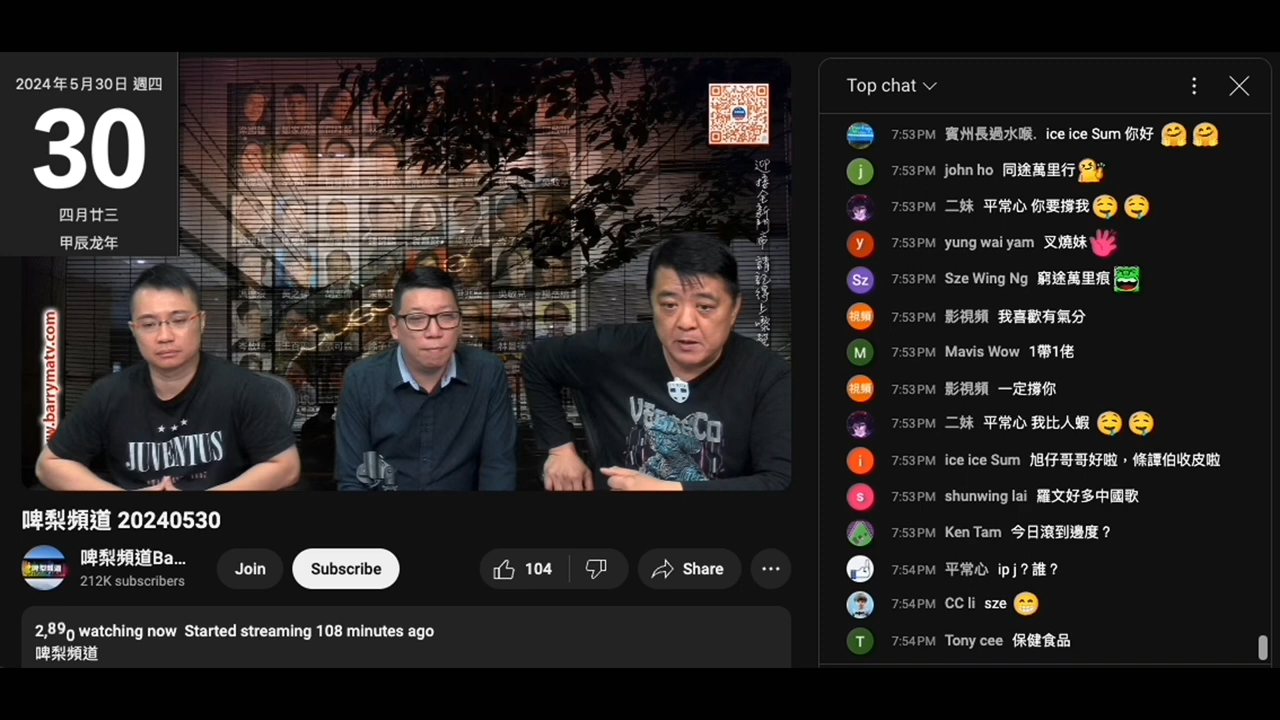 2024年5月30日 週四
30
四月廿三
甲辰龙年
w.barrymatv.com
JUVENTUS
啤梨頻道 20240530
啤梨頻道Ba...
212K subscribers
Join
Subscribe
104
Share
2,890 watching now Started streaming 108 minutes ago
啤梨頻道
Top chat
7:53 PM 賓州長過水喉. ice ice Sum 你好
7:53 PM john ho 同途萬里行
7:53 PM 二妹 平常心 你要撐我
7:53 PM yung wai yam 叉燒妹
7:53 PM Sze Wing Ng 窮途萬里痕
7:53 PM 影視頻 我喜歡有氣分
7:53 PM Mavis Wow 1帶1佬
7:53 PM 影視頻 一定撐你
7:53 PM 二妹 平常心 我比人蝦
7:53 PM ice ice Sum 旭仔哥哥好啦，條譚伯收皮啦
7:53 PM shunwing lai 羅文好多中國歌
7:53 PM Ken Tam 今日滾到邊度？
7:54 PM 平常心 ip j ? 誰？
7:54 PM CC li sze
7:54 PM Tony cee 保健食品